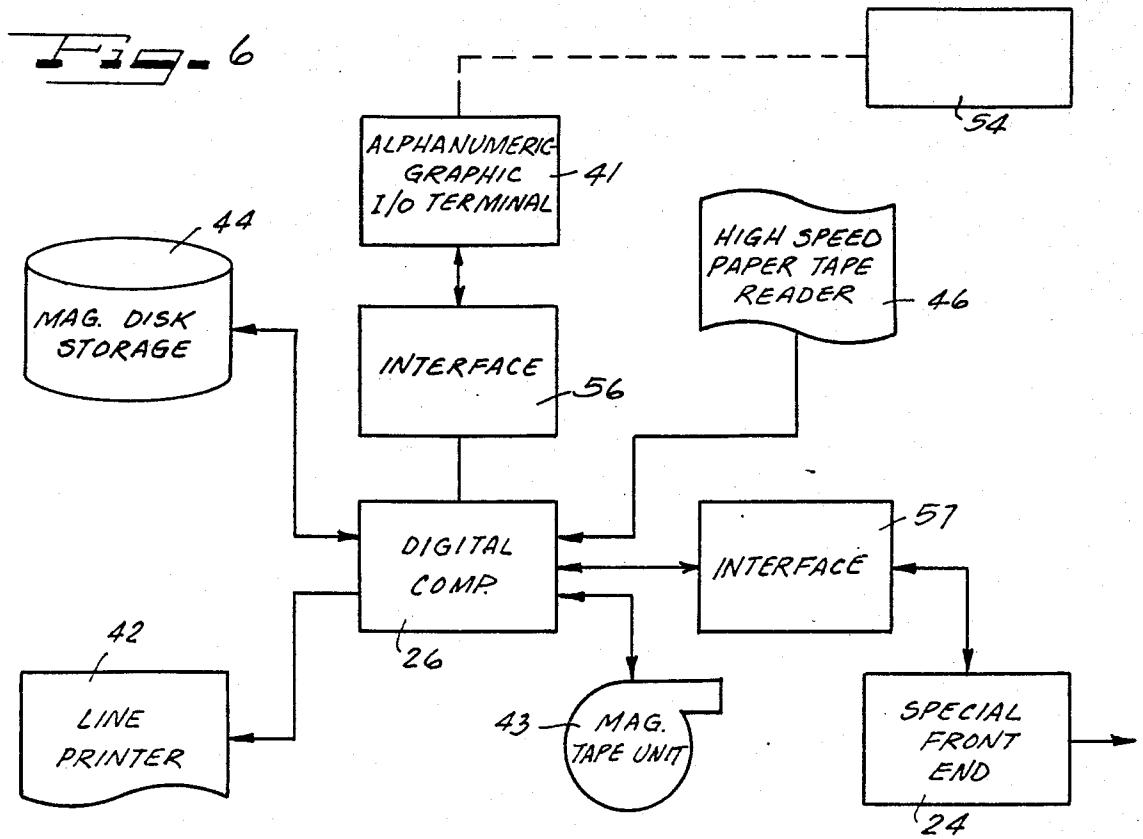 Fig. 6
54
ALPHANUMERIC-
GRAPHIC
I/O TERMINAL
41
44
MAG. DISK
STORAGE
HIGH SPEED
PAPER TAPE
READER
46
INTERFACE
56
DIGITAL
COMP.
26
INTERFACE
57
42
LINE
PRINTER
43
MAG.
TAPE UNIT
SPECIAL
FRONT
END
24